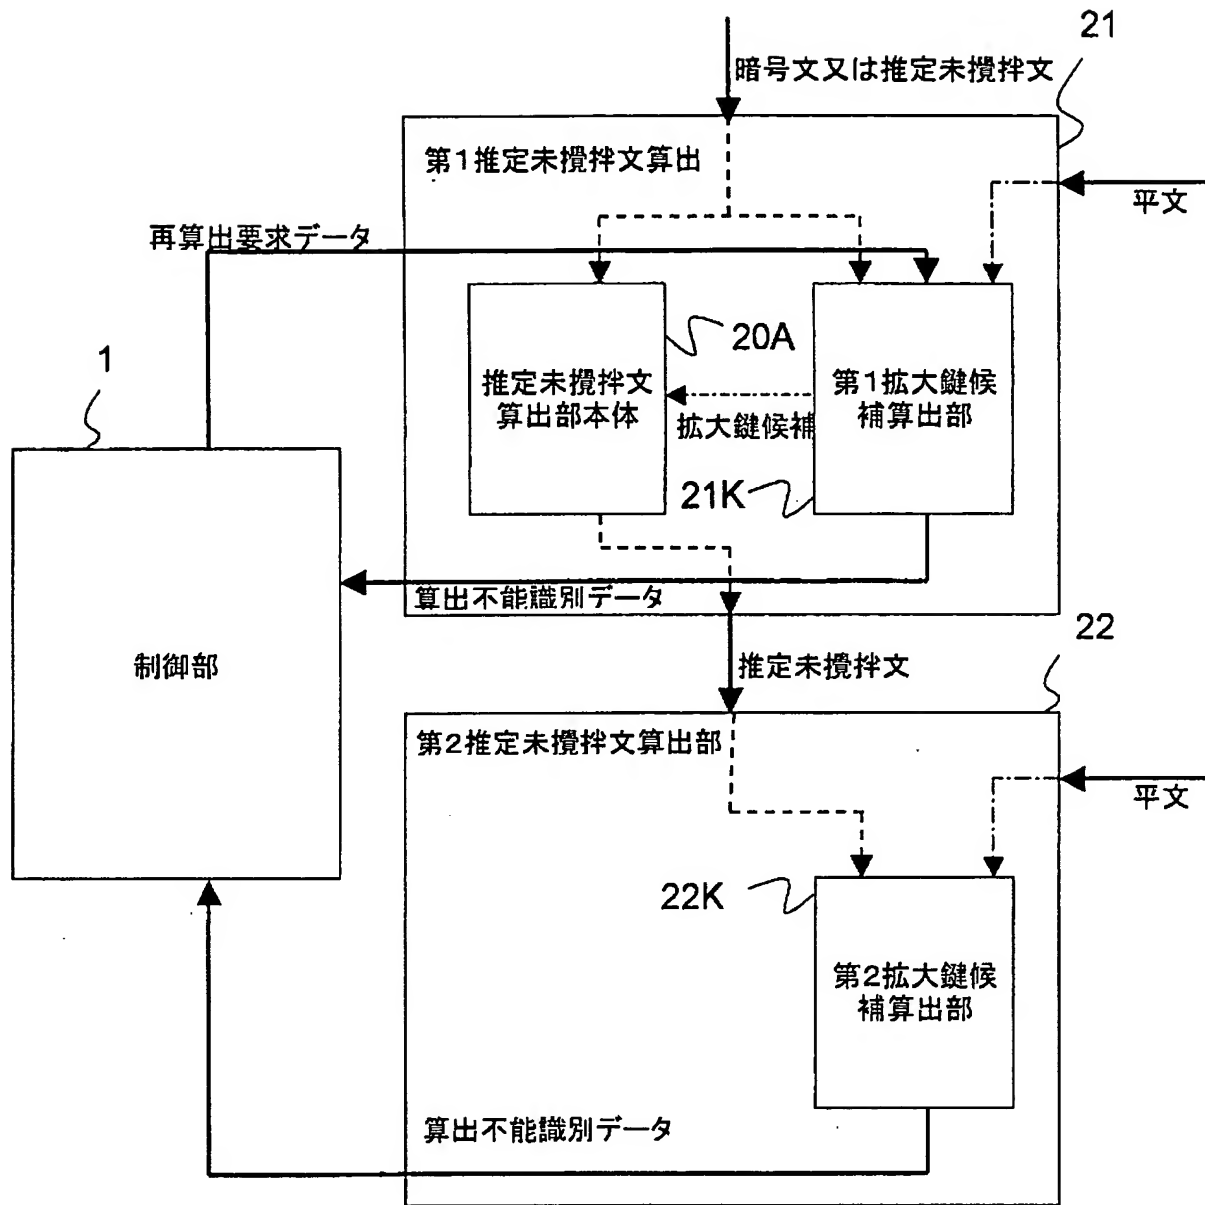 21
暗号文又は推定未攪拌文
第1推定未攪拌文算出
平文
再算出要求データ
20A
1
推定未攪拌文
算出部本体
第1拡大鍵候
補算出部
拡大鍵候補
21K
算出不能識別データ
22
制御部
推定未攪拌文
第2推定未攪拌文算出部
平文
22K
第2拡大鍵候
補算出部
算出不能識別データ